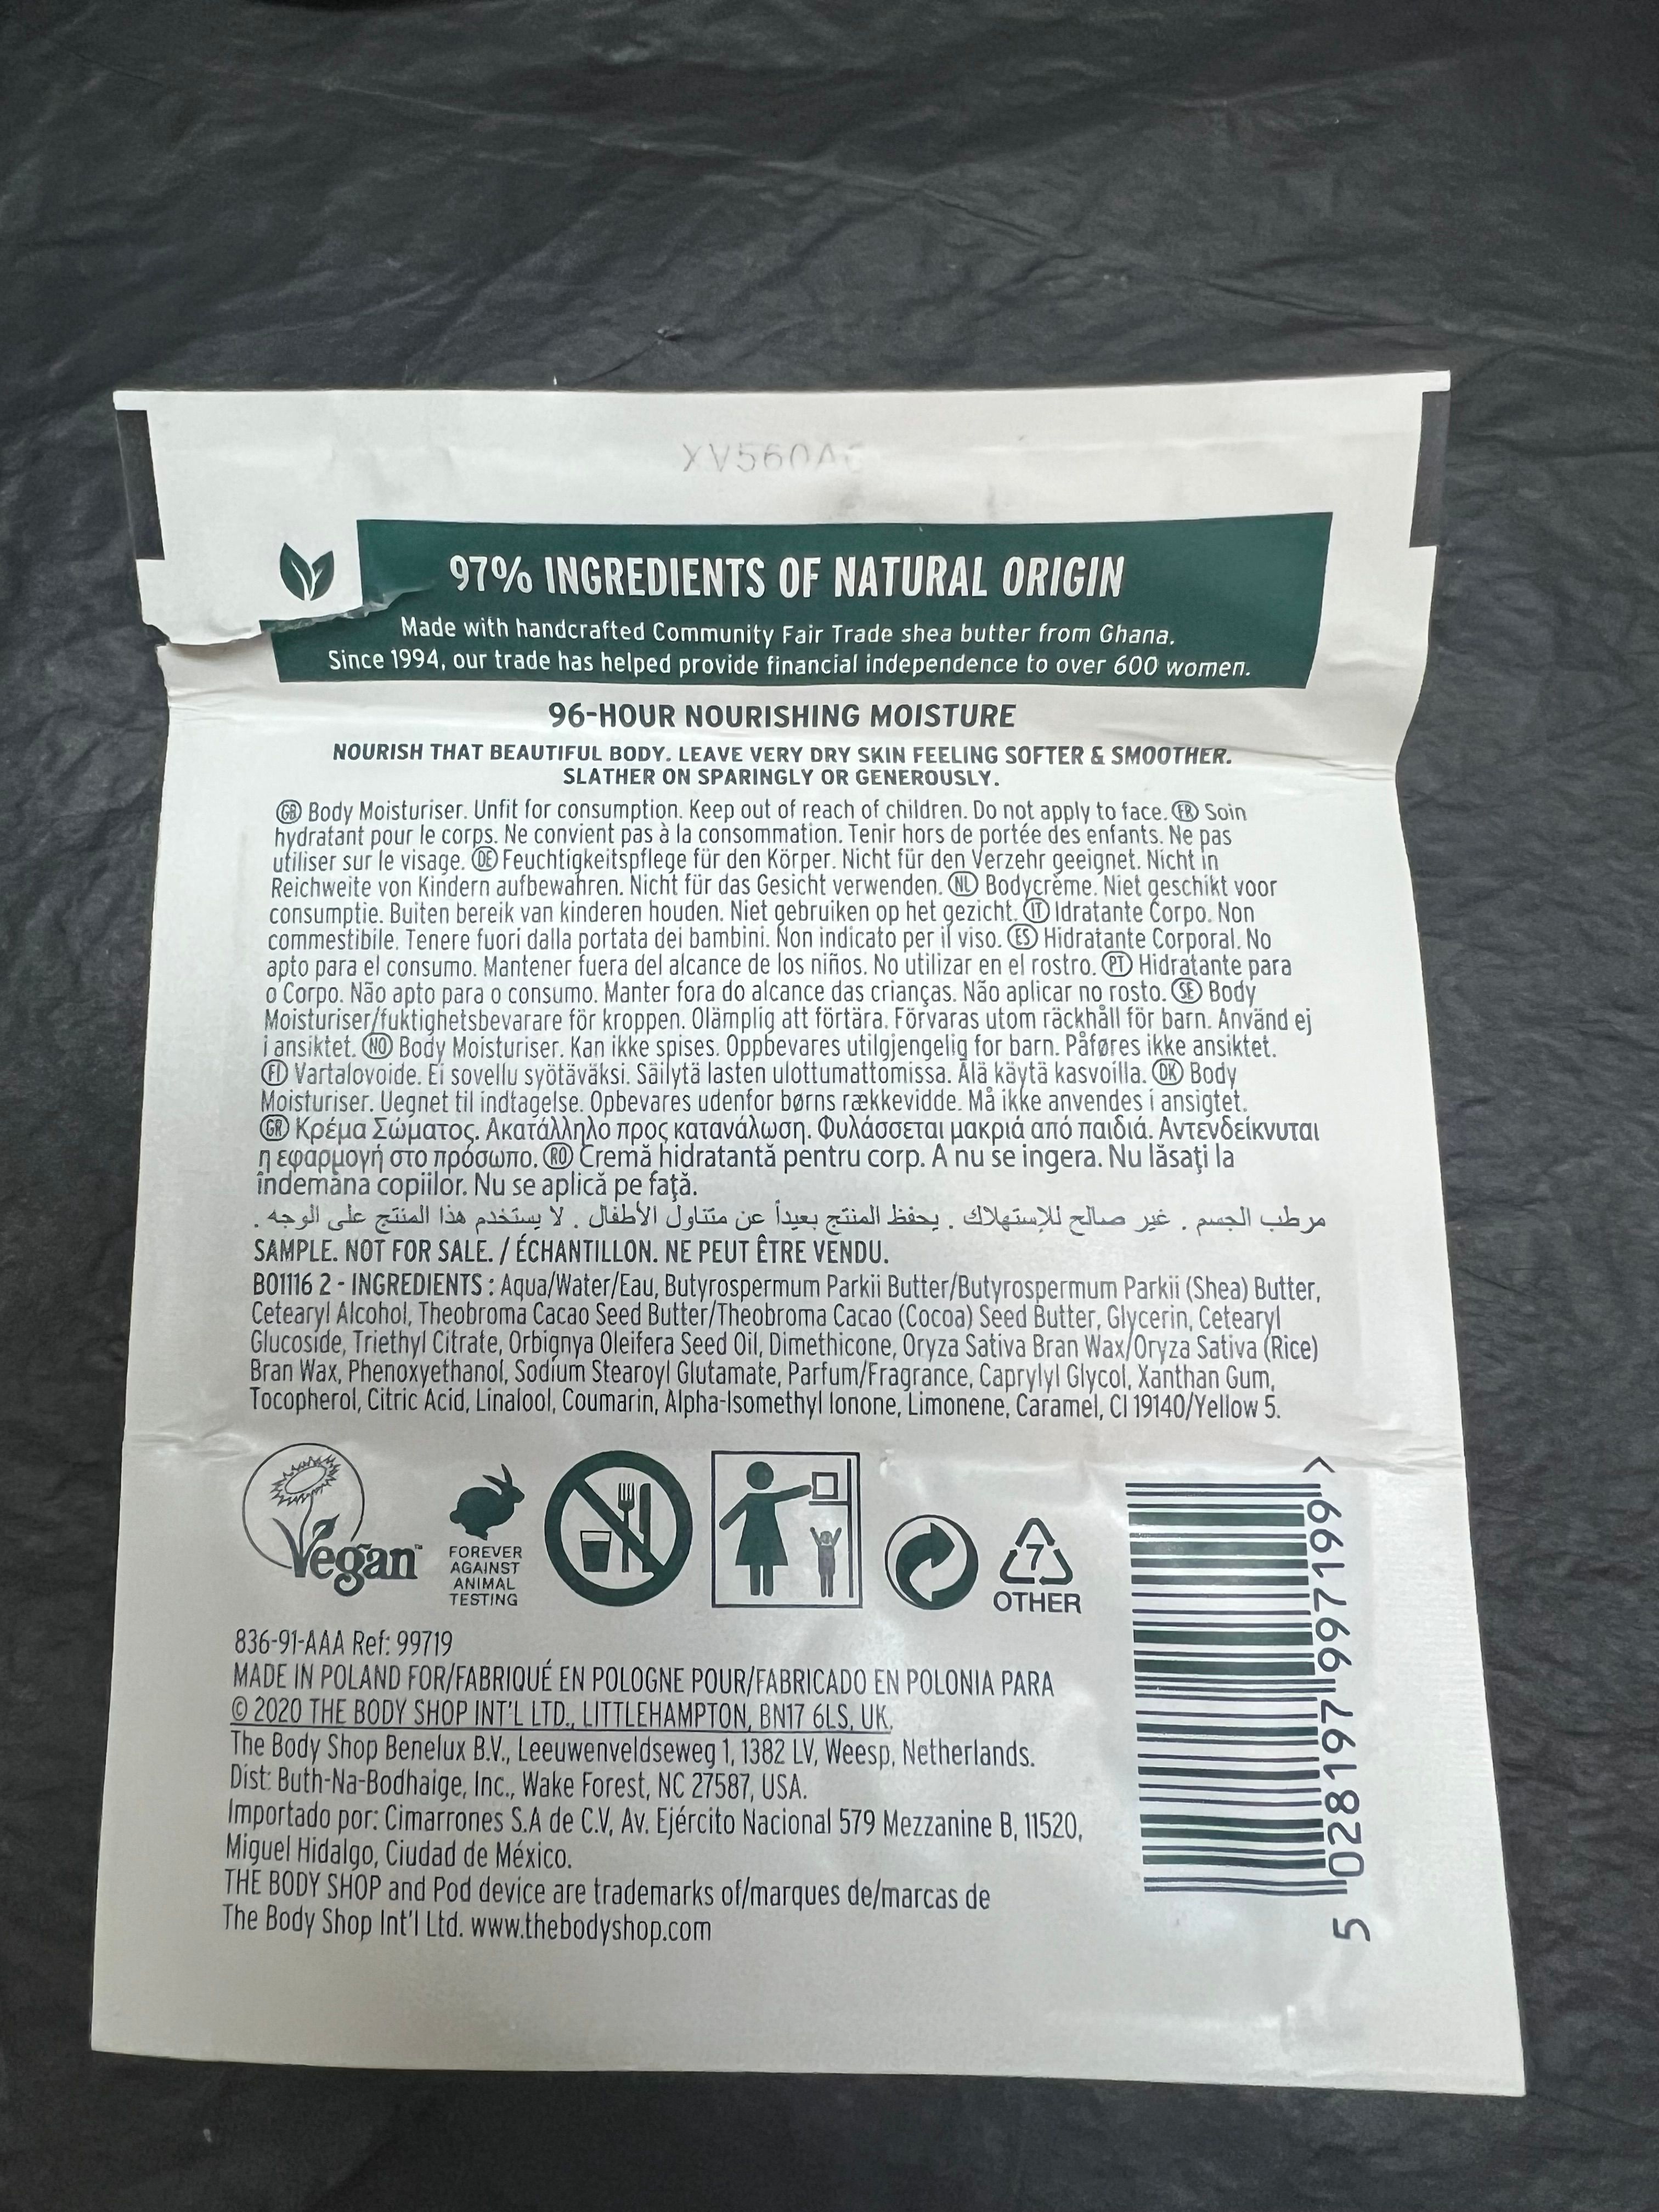 97% INGREDIENTS OF NATURAL ORIGIN
Made with handcrafted Community Fair Trade shea butter from Ghana.
Since 1994, our trade has helped provide financial independence to over 600 women.
96-HOUR NOURISHING MOISTURE
NOURISH THAT BEAUTIFUL BODY. LEAVE VERY DRY SKIN FEELING SOFTER & SMOOTHER.
SLATHER ON SPARINGLY OR GENEROUSLY.
GB Body Moisturiser. Unfit for consumption. Keep out of reach of children. Do not apply to face. FR Soin
hydratant pour le corps. Ne convient pas à la consommation. Tenir hors de portée des enfants. Ne pas
utiliser sur le visage. DE Feuchtigkeitspflege für den Körper. Nicht für den Verzehr geeignet. Nicht in
Reichweite von Kindern aufbewahren. Nicht für das Gesicht verwenden. NL Bodycrème. Niet geschikt voor
consumptie. Buiten bereik van kinderen houden. Niet gebruiken op het gezicht. IT Idratante Corpo. Non
commestibile. Tenere fuori dalla portata dei bambini. Non indicato per il viso. ES Hidratante Corporal. No
apto para el consumo. Mantener fuera del alcance de los niños. No utilizar en el rostro. PT Hidratante para
o Corpo. Não apto para o consumo. Manter fora do alcance das crianças. Não aplicar no rosto. SE Body
Moisturiser/fuktighetsbevarare för kroppen. Olämplig att förtära. Förvaras utom räckhåll för barn. Använd ej
i ansiktet. NO Body Moisturiser. Kan ikke spises. Oppbevares utilgjengelig for barn. Påføres ikke ansiktet.
FI Vartalovoide. Ei sovellu syötäväksi. Säilytä lasten ulottumattomissa. Älä käytä kasvoilla. DK Body
Moisturiser. Uegnet til indtagelse. Opbevares udenfor børns rækkevidde. Må ikke anvendes i ansigtet.
GR Κρέμα Σώματος. Ακατάλληλο προς κατανάλωση. Φυλάσσεται μακριά από παιδιά. Αντενδείκνυται
η εφαρμογή στο πρόσωπο. RO Cremă hidratantă pentru corp. A nu se ingera. Nu lăsaţi la
îndemâna copiilor. Nu se aplică pe faţă.
مرطب الجسم . غير صالح للإستهلاك . يحفظ المنتج بعيداً عن متناول الأطفال . لا يستخدم هذا المنتج على الوجه .
SAMPLE. NOT FOR SALE. / ÉCHANTILLON. NE PEUT ÊTRE VENDU.
B01116 2 - INGREDIENTS : Aqua/Water/Eau, Butyrospermum Parkii Butter/Butyrospermum Parkii (Shea) Butter,
Cetearyl Alcohol, Theobroma Cacao Seed Butter/Theobroma Cacao (Cocoa) Seed Butter, Glycerin, Cetearyl
Glucoside, Triethyl Citrate, Orbignya Oleifera Seed Oil, Dimethicone, Oryza Sativa Bran Wax/Oryza Sativa (Rice)
Bran Wax, Phenoxyethanol, Sodium Stearoyl Glutamate, Parfum/Fragrance, Caprylyl Glycol, Xanthan Gum,
Tocopherol, Citric Acid, Linalool, Coumarin, Alpha-Isomethyl Ionone, Limonene, Caramel, CI 19140/Yellow 5.
Vegan™
FOREVER
AGAINST
ANIMAL
TESTING
7
OTHER
5 028197 997199 >
836-91-AAA Ref: 99719
MADE IN POLAND FOR/FABRIQUÉ EN POLOGNE POUR/FABRICADO EN POLONIA PARA
© 2020 THE BODY SHOP INT'L LTD., LITTLEHAMPTON, BN17 6LS, UK.
The Body Shop Benelux B.V., Leeuwenveldseweg 1, 1382 LV, Weesp, Netherlands.
Dist: Buth-Na-Bodhaige, Inc., Wake Forest, NC 27587, USA.
Importado por: Cimarrones S.A de C.V, Av. Ejército Nacional 579 Mezzanine B, 11520,
Miguel Hidalgo, Ciudad de México.
THE BODY SHOP and Pod device are trademarks of/marques de/marcas de
The Body Shop Int'l Ltd. www.thebodyshop.com